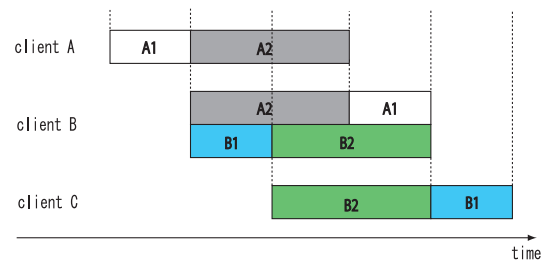 client A
A1
A2
client B
A2
A1
B1
B2
client C
B2
B1
time